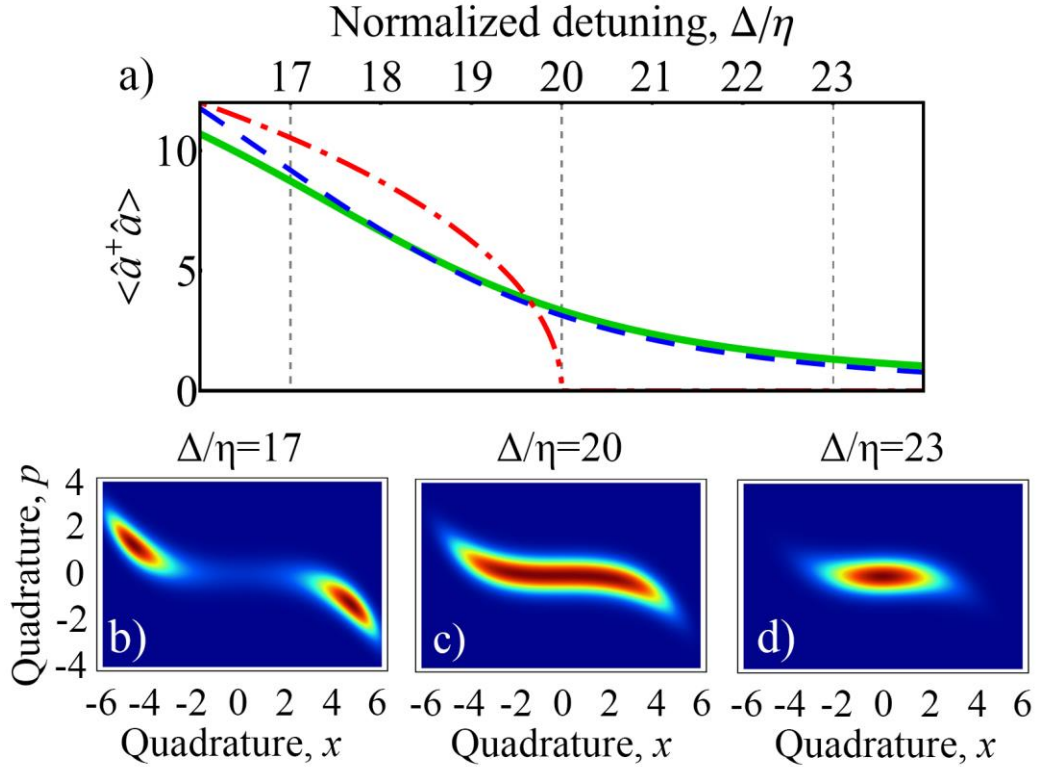 Normalized detuning, Δ/η
a)
17 18 19 20 21 22 23
10
5
0
<â⁺â>
Δ/η=17 Δ/η=20 Δ/η=23
4
2
0
-2
-4
Quadrature, p
b) c) d)
-6 -4 -2 0 2 4 6 -6 -4 -2 0 2 4 6 -6 -4 -2 0 2 4 6
Quadrature, x Quadrature, x Quadrature, x